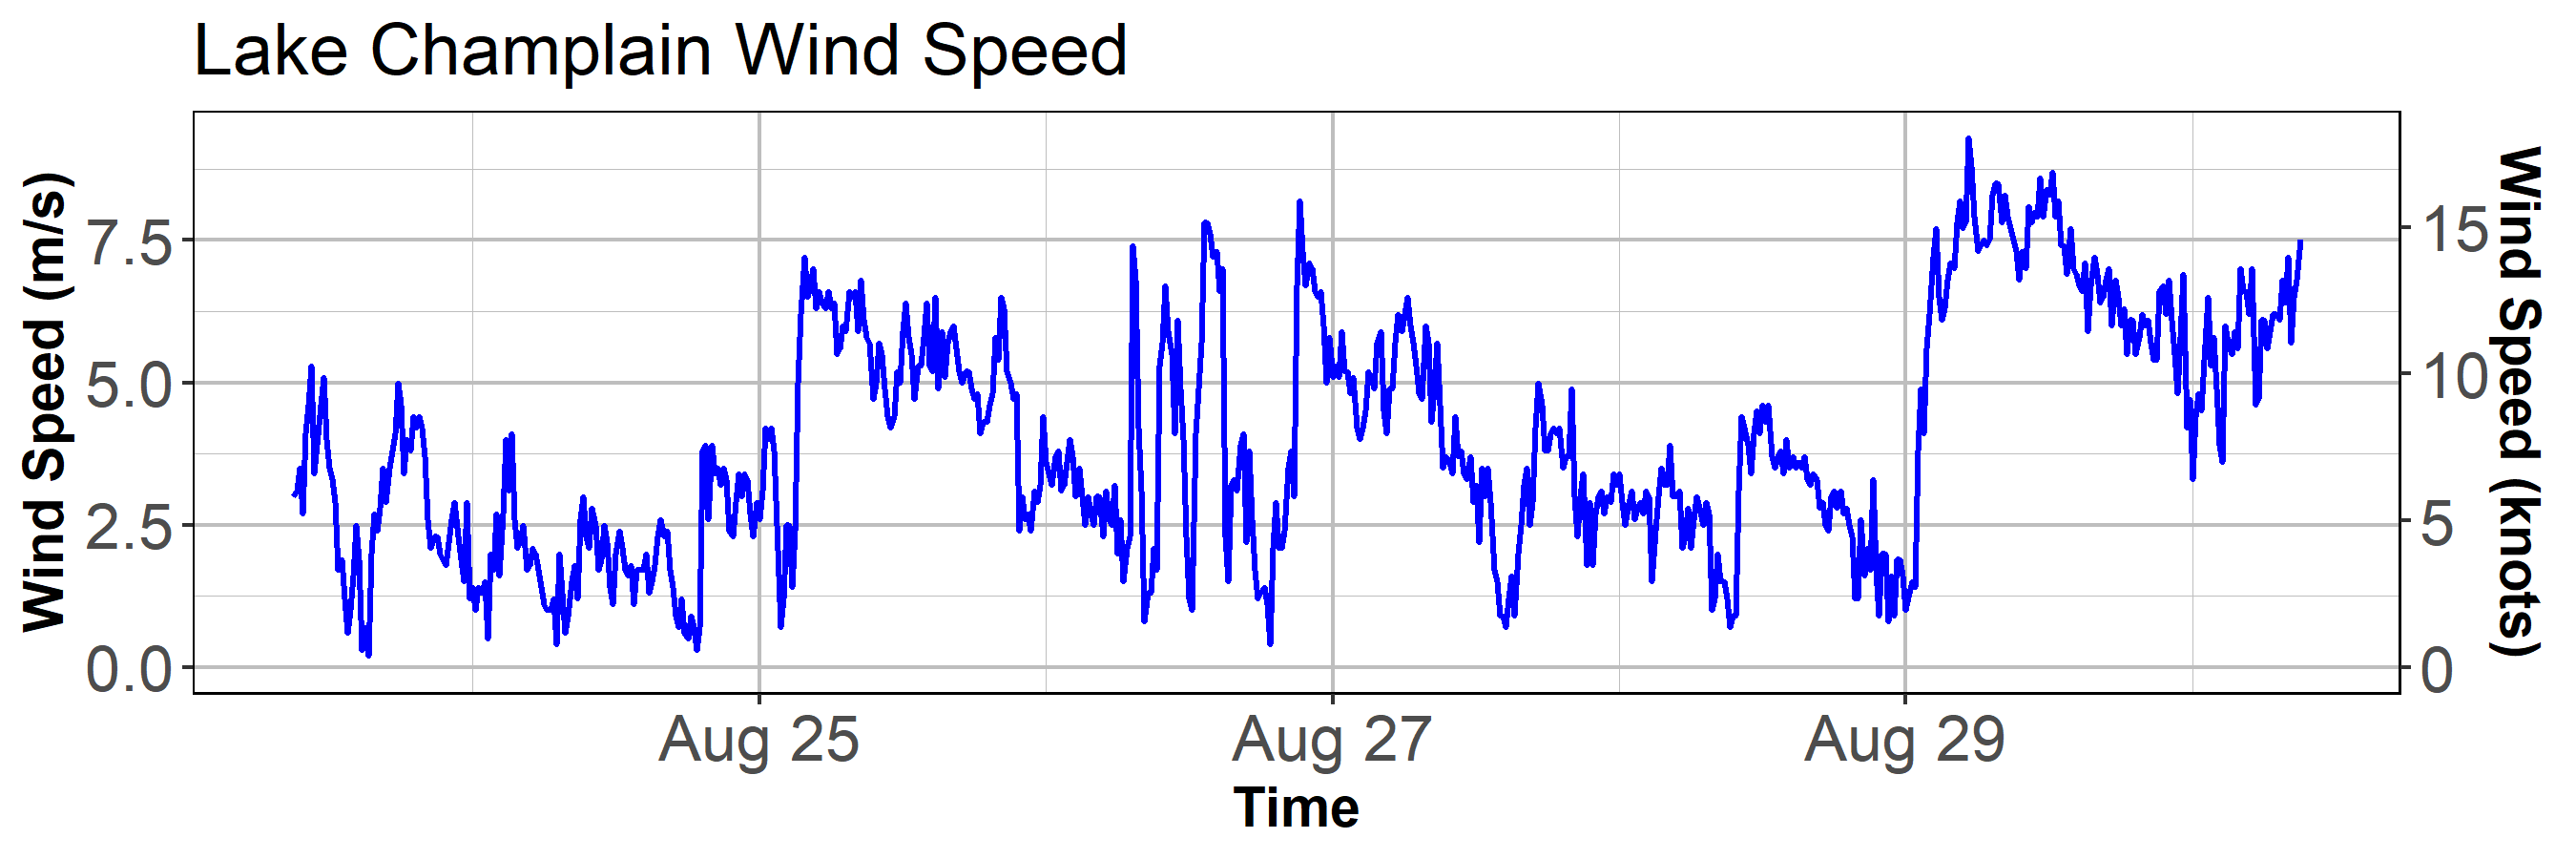 Lake Champlain Wind Speed
Wind Speed (m/s)
7.5
5.0
2.5
0.0
15
10
5
0
Wind Speed (knots)
Aug 25
Aug 27
Aug 29
Time